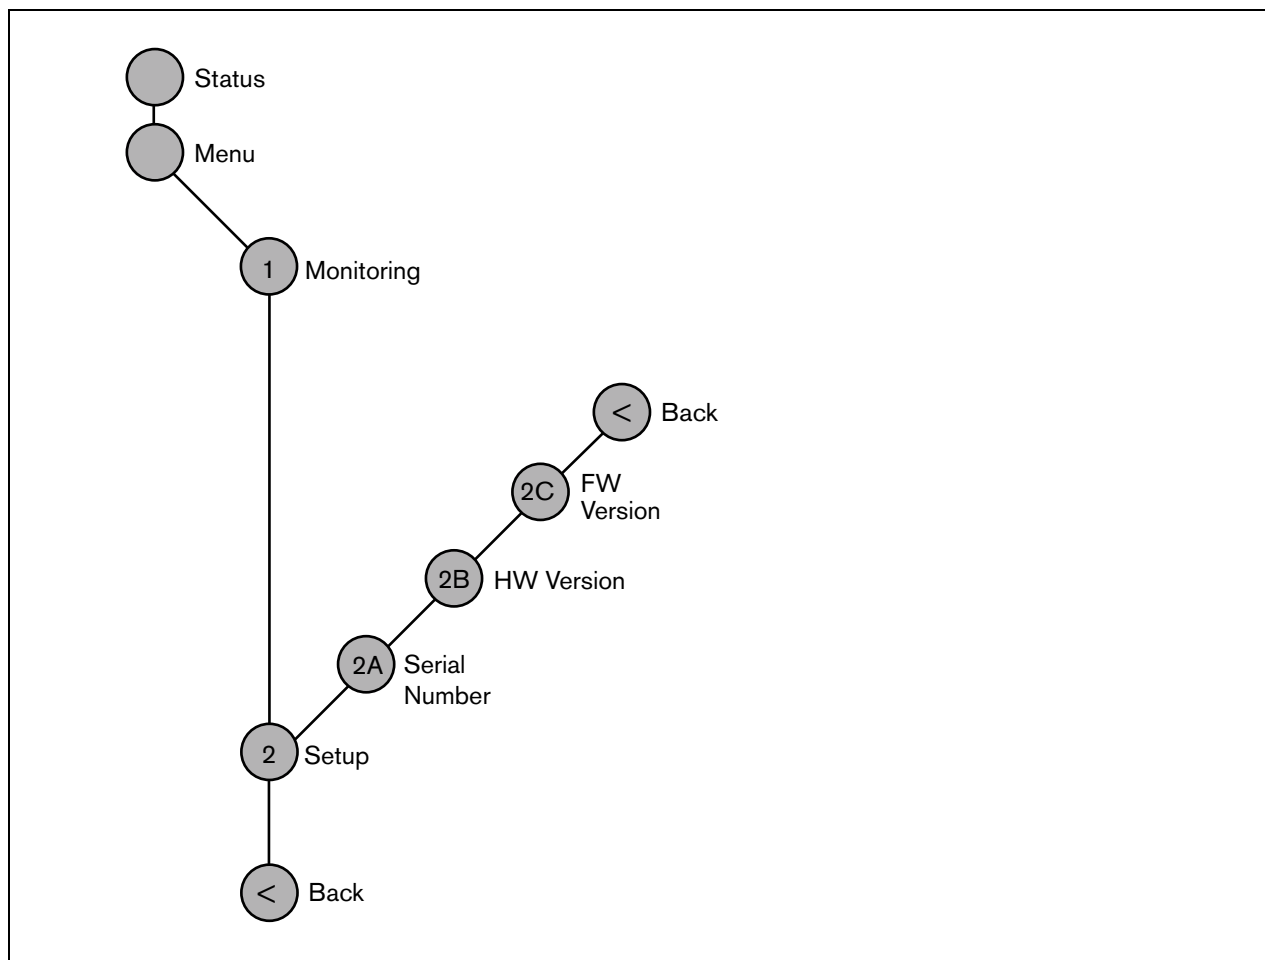 Status
Menu
1 Monitoring
< Back
2C FW
Version
2B HW Version
2A Serial
Number
2 Setup
< Back